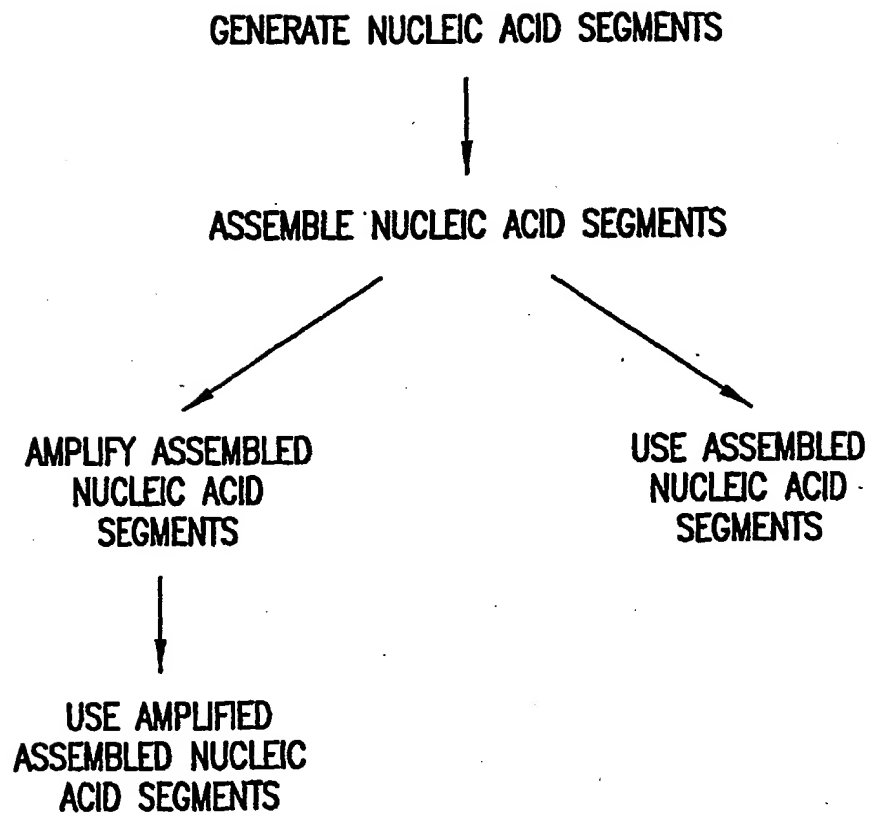 GENERATE NUCLEIC ACID SEGMENTS
ASSEMBLE NUCLEIC ACID SEGMENTS
AMPLIFY ASSEMBLED
NUCLEIC ACID
SEGMENTS
USE ASSEMBLED
NUCLEIC ACID
SEGMENTS
USE AMPLIFIED
ASSEMBLED NUCLEIC
ACID SEGMENTS